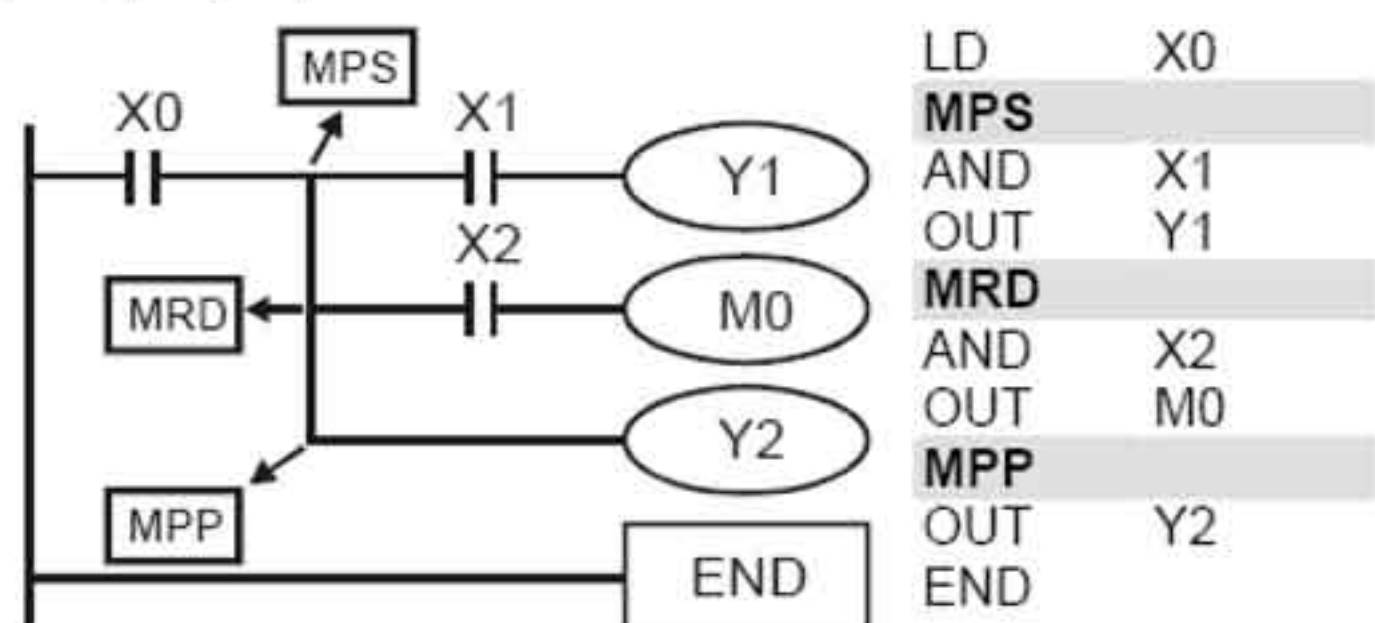 MPS
X0 X1
Y1
X2
MRD M0
Y2
MPP
END
LD X0
MPS
AND X1
OUT Y1
MRD
AND X2
OUT M0
MPP
OUT Y2
END